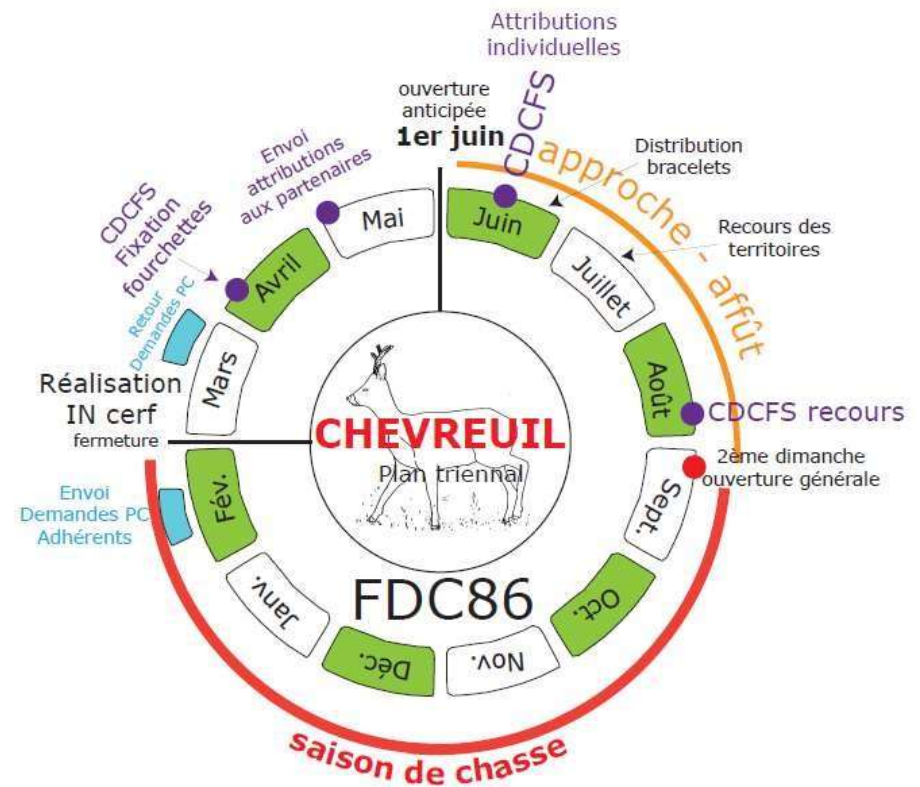 Attributions
individuelles
CDCFS
ouverture
anticipée
1er juin
approche - affût
Distribution
bracelets
Recours des
territoires
Envoi
attributions
aux partenaires
CDCFS
Fixation
fourchettes
Retour
Demandes PC
Mai
Juin
Juillet
Août
Avril
Mars
Réalisation
IN cerf
fermeture
CHEVREUIL
Plan triennal
CDCFS recours
2ème dimanche
ouverture générale
Envoi
Demandes PC
Adhérents
Fév.
Sept.
Janv.
Oct.
Déc.
Nov.
FDC86
saison de chasse